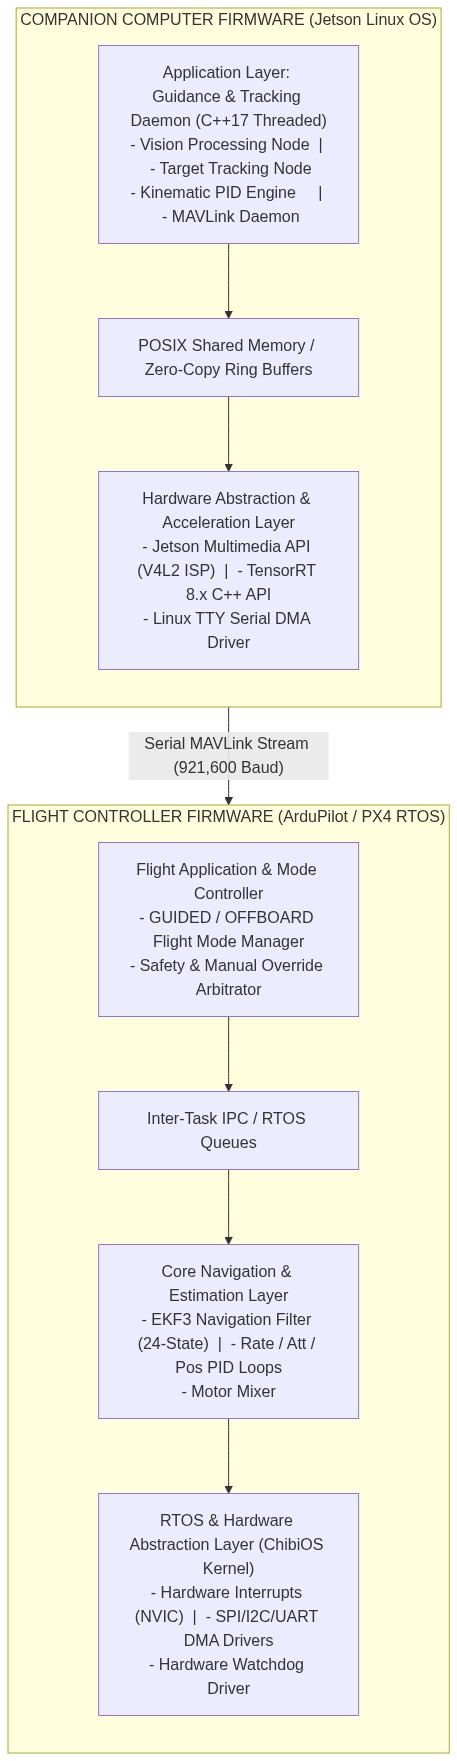 COMPANION COMPUTER FIRMWARE (Jetson Linux OS)
Application Layer:
Guidance & Tracking
Daemon (C++17 Threaded)
- Vision Processing Node  |
- Target Tracking Node
- Kinematic PID Engine     |
- MAVLink Daemon
POSIX Shared Memory /
Zero-Copy Ring Buffers
Hardware Abstraction &
Acceleration Layer
- Jetson Multimedia API
(V4L2 ISP)  |  - TensorRT
8.x C++ API
- Linux TTY Serial DMA
Driver
Serial MAVLink Stream
(921,600 Baud)
FLIGHT CONTROLLER FIRMWARE (ArduPilot / PX4 RTOS)
Flight Application & Mode
Controller
- GUIDED / OFFBOARD
Flight Mode Manager
- Safety & Manual Override
Arbitrator
Inter-Task IPC / RTOS
Queues
Core Navigation &
Estimation Layer
- EKF3 Navigation Filter
(24-State)  |  - Rate / Att /
Pos PID Loops
- Motor Mixer
RTOS & Hardware
Abstraction Layer (ChibiOS
Kernel)
- Hardware Interrupts
(NVIC)  |  - SPI/I2C/UART
DMA Drivers
- Hardware Watchdog
Driver